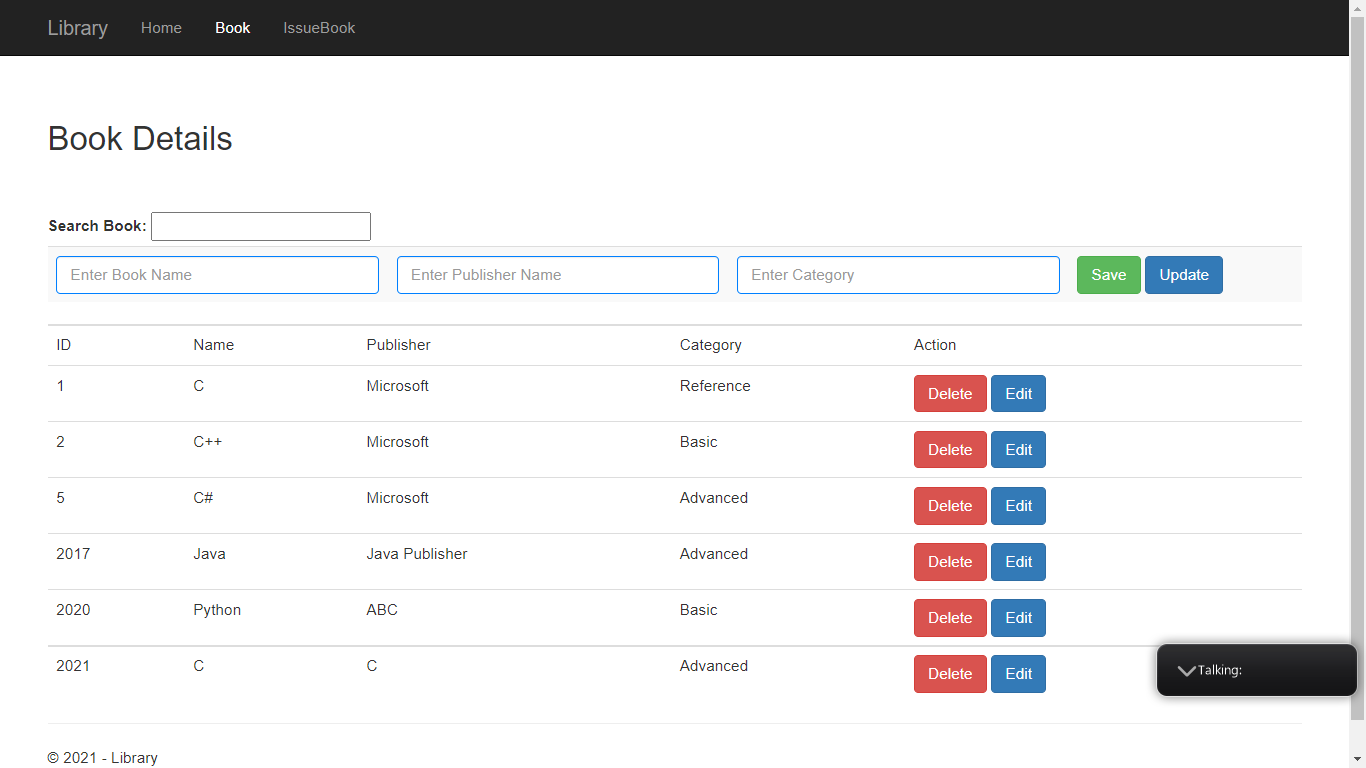 Library Home Book IssueBook
Book Details
Search Book:
Enter Book Name Enter Publisher Name Enter Category Save Update
ID Name Publisher Category Action
1 C Microsoft Reference Delete Edit
2 C++ Microsoft Basic Delete Edit
5 C# Microsoft Advanced Delete Edit
2017 Java Java Publisher Advanced Delete Edit
2020 Python ABC Basic Delete Edit
2021 C C Advanced Delete Edit
Talking:
© 2021 - Library